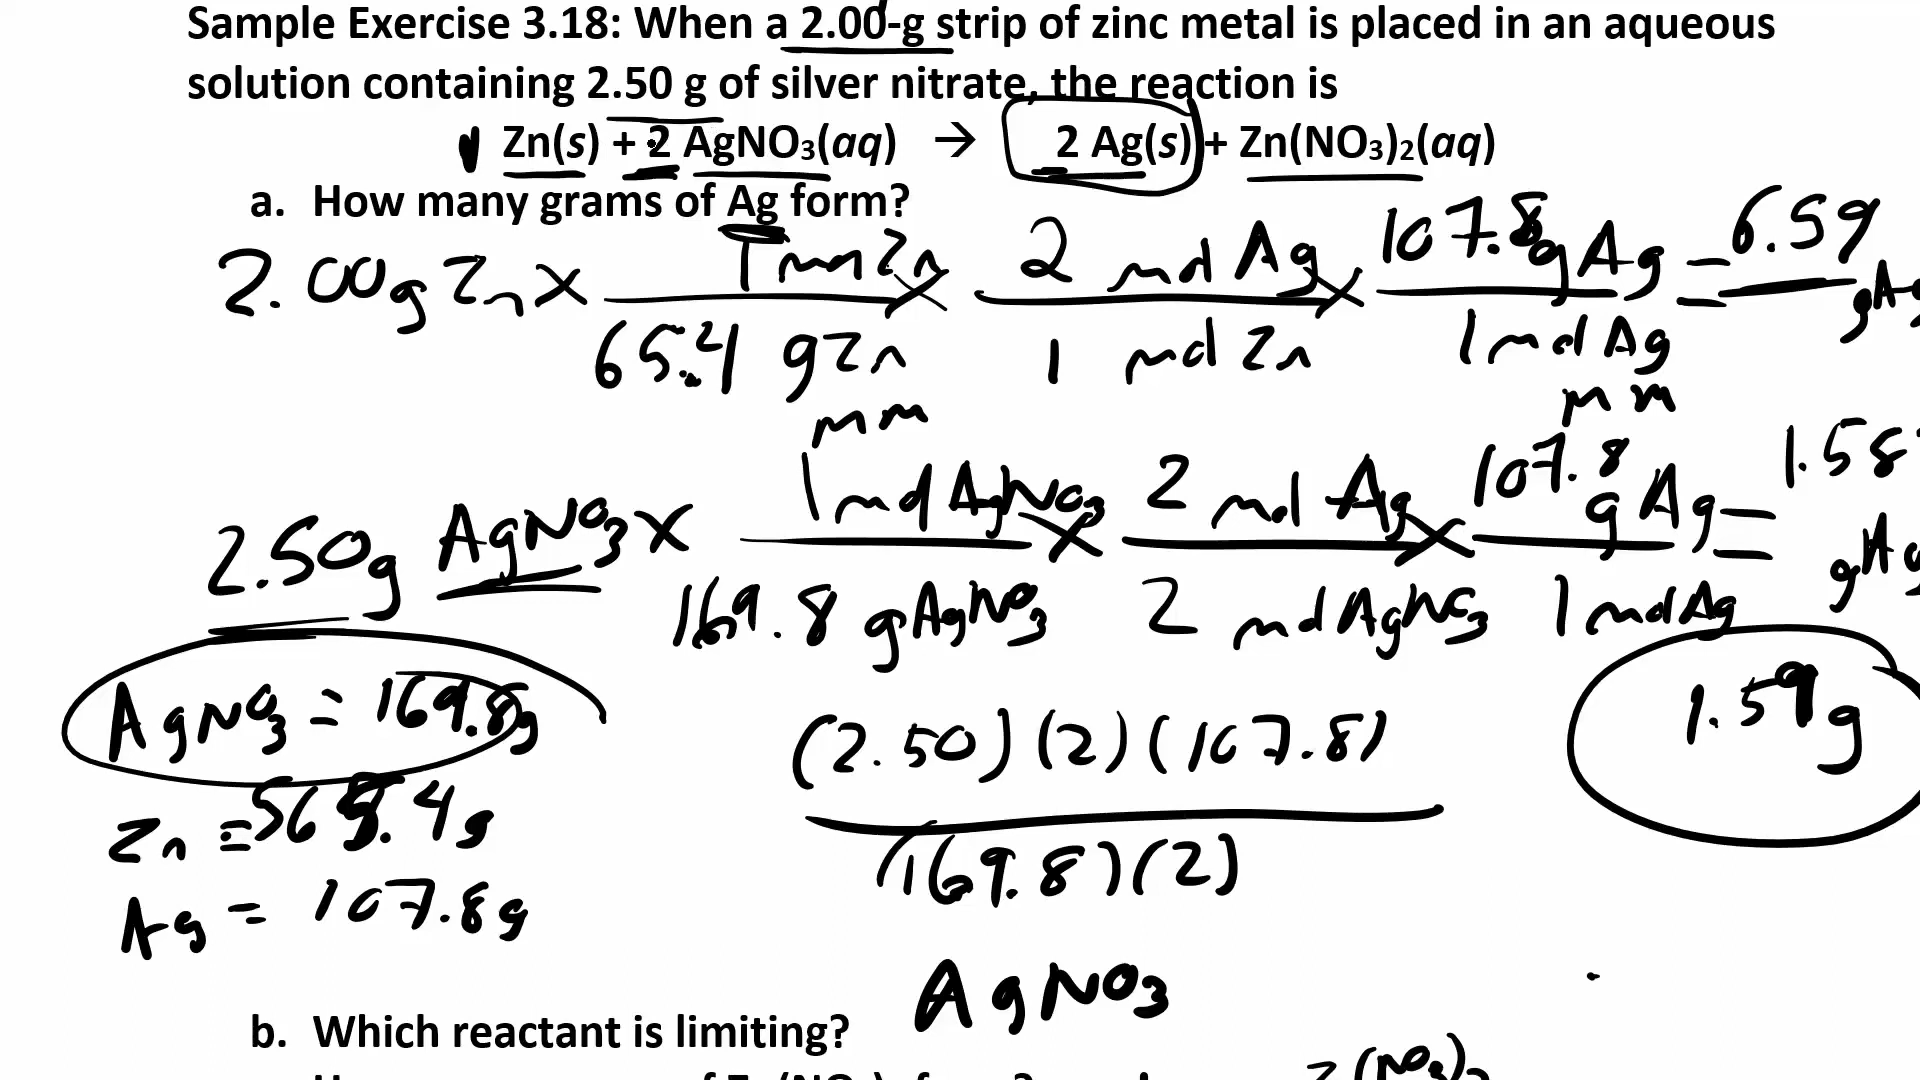 Sample Exercise 3.18: When a 2.00-g strip of zinc metal is placed in an aqueous
solution containing 2.50 g of silver nitrate, the reaction is
Zn(s) + 2 AgNO₃(aq) → 2 Ag(s) + Zn(NO₃)₂(aq)
a. How many grams of Ag form?
2.00g Zn × 1 mol Zn / 65.4 g Zn × 2 mol Ag / 1 mol Zn × 107.8 g Ag / 1 mol Ag = 6.59 g Ag
mm mm
2.50g AgNO₃ × 1 mol AgNO₃ / 169.8 g AgNO₃ × 2 mol Ag / 2 mol AgNO₃ × 107.8 g Ag / 1 mol Ag = 1.58 g Ag
AgNO₃ = 169.8g
1.59g
(2.50)(2)(107.8)
(169.8)(2)
Zn = 65.4g
Ag = 107.8g
AgNO₃
b. Which reactant is limiting?